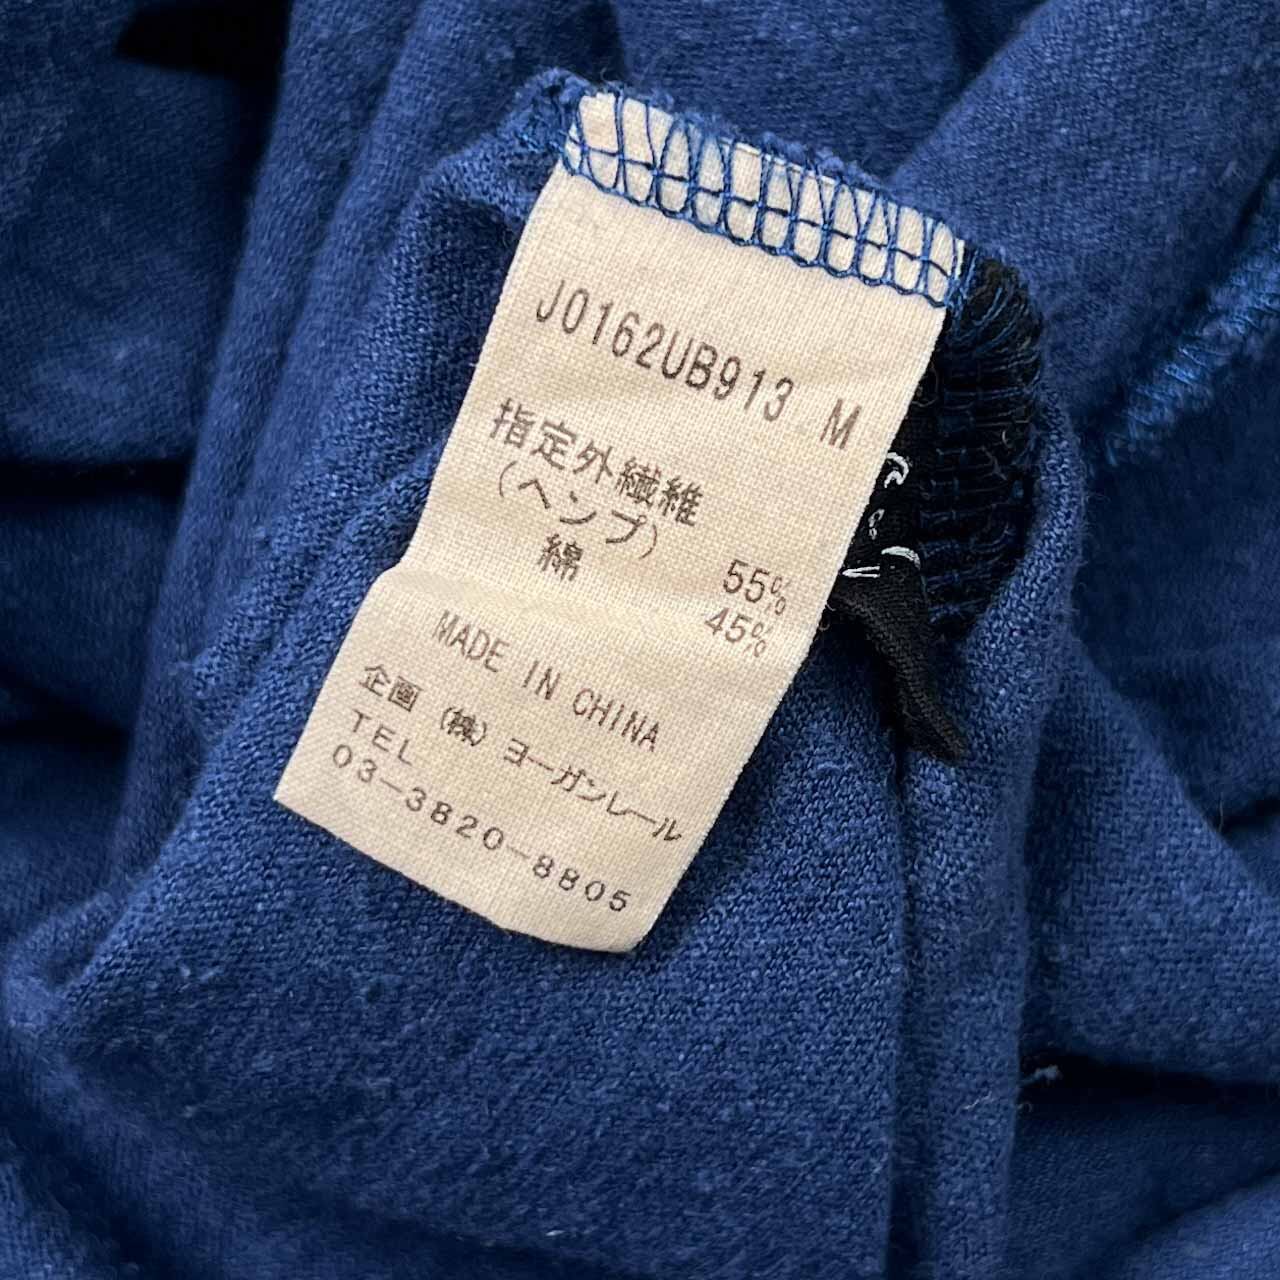 J0162UB913 M
指定外繊維
(ヘンプ) 55%
綿 45%
MADE IN CHINA
企画 (株) ヨーガンレール
TEL
03-3820-8805